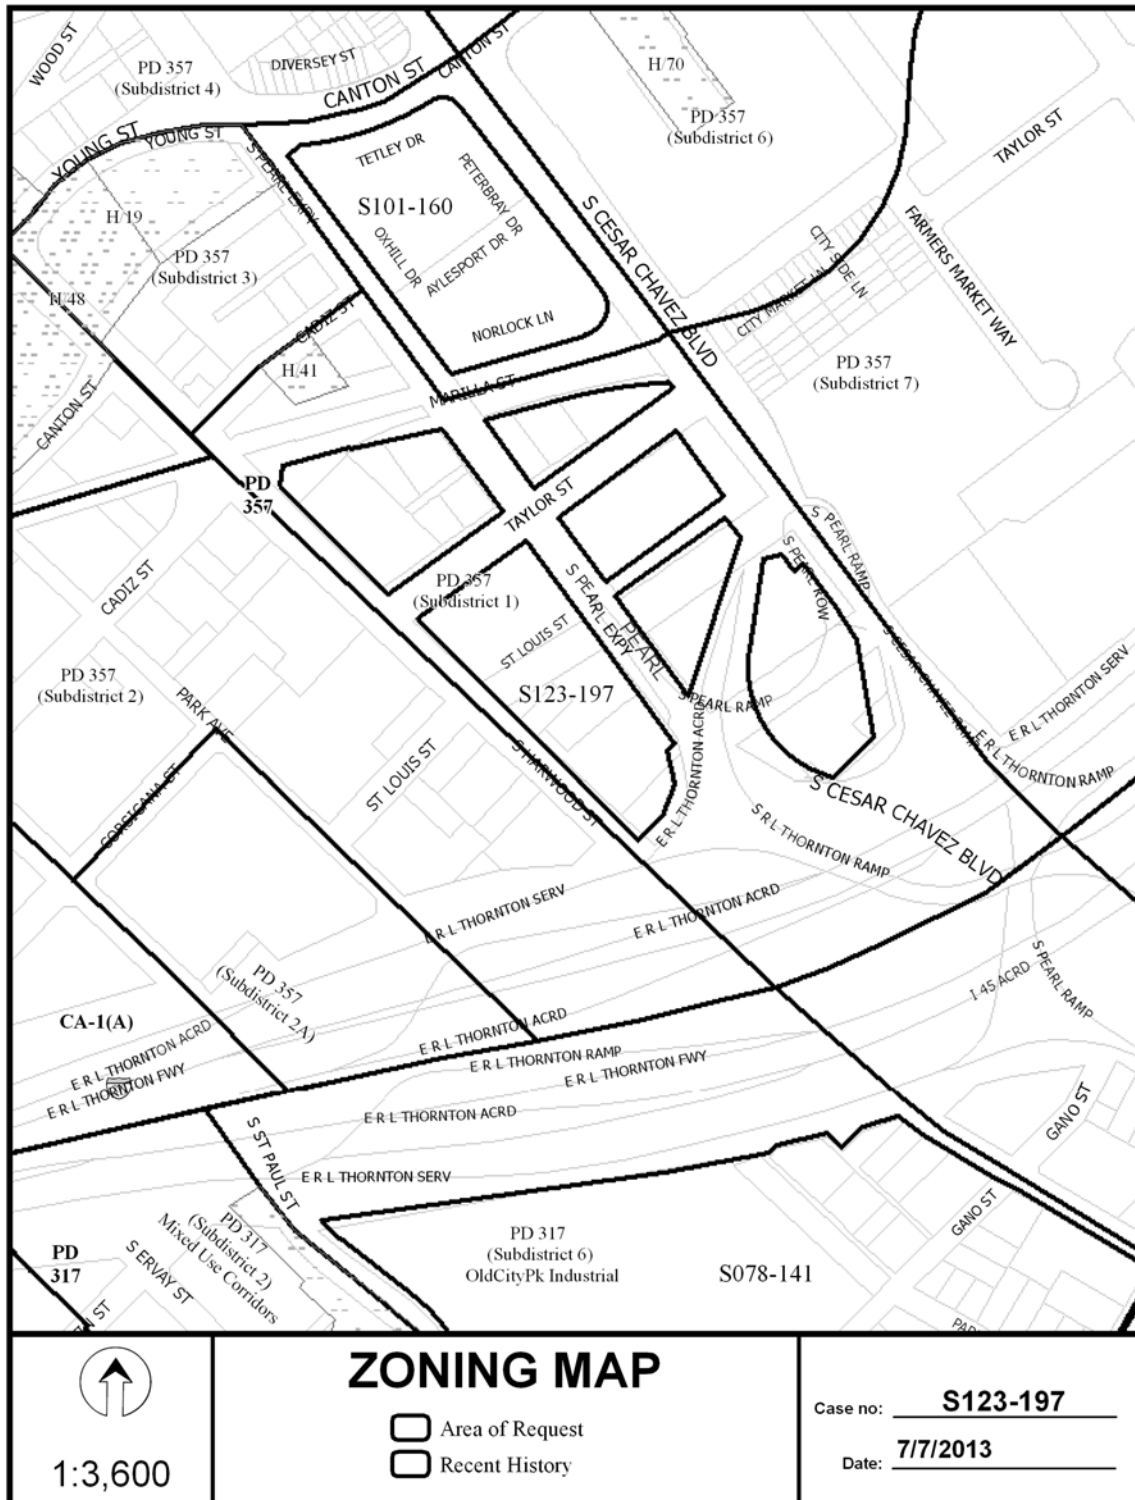 WOOD ST
PD 357
(Subdistrict 4)
DIVERSEY ST
CANTON ST
CANTON ST
H/70
PD 357
(Subdistrict 6)
TAYLOR ST
YOUNG ST
YOUNG ST
S PEARL EXPY
TETLEY DR
PETERBRAY DR
S101-160
OXHILL DR
AYLESPORT DR
NORLOCK LN
S CESAR CHAVEZ BLVD
CITY SIDE LN
CITY MARKET LN
FARMERS MARKET WAY
H/19
PD 357
(Subdistrict 3)
H/48
CADIZ ST
H/41
CANTON ST
MARILLA ST
PD 357
(Subdistrict 7)
PD
357
TAYLOR ST
S PEARL RAMP
S PEARL ROW
CADIZ ST
PD 357
(Subdistrict 1)
S PEARL EXPY
PEARL
ST LOUIS ST
S123-197
PD 357
(Subdistrict 2)
PARK AVE
S PEARL RAMP
S CESAR CHAVEZ RAMP
E R L THORNTON SERV
E R L THORNTON RAMP
E R L THORNTON ACRD
CORSICANA ST
ST LOUIS ST
S HARWOOD ST
S CESAR CHAVEZ BLVD
S R L THORNTON RAMP
E R L THORNTON SERV
E R L THORNTON ACRD
S PEARL RAMP
I-45 ACRD
PD 357
(Subdistrict 2A)
CA-1(A)
E R L THORNTON ACRD
E R L THORNTON FWY
E R L THORNTON ACRD
E R L THORNTON RAMP
E R L THORNTON FWY
E R L THORNTON ACRD
GANO ST
S ST PAUL ST
E R L THORNTON SERV
GANO ST
PD 317
(Subdistrict 2)
Mixed Use Corridors
PD
317
S ERVAY ST
PD 317
(Subdistrict 6)
OldCityPk Industrial
S078-141
ZONING MAP
Area of Request
Recent History
1:3,600
Case no: S123-197
Date: 7/7/2013